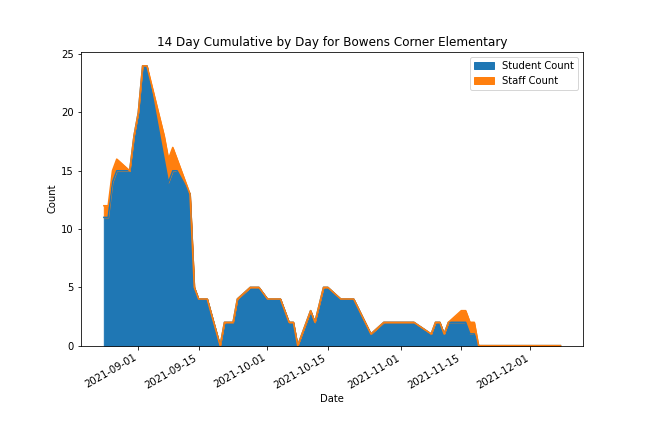 14 Day Cumulative by Day for Bowens Corner Elementary
25
20
15
10
5
0
Count
Student Count
Staff Count
2021-09-01
2021-09-15
2021-10-01
2021-10-15
2021-11-01
2021-11-15
2021-12-01
Date